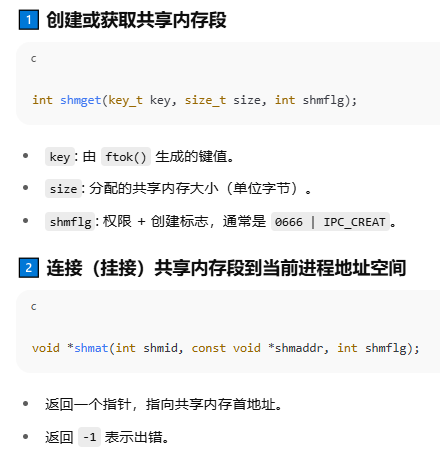 1 创建或获取共享内存段
c
int shmget(key_t key, size_t size, int shmflg);
• key: 由 ftok() 生成的键值。
• size: 分配的共享内存大小（单位字节）。
• shmflg: 权限 + 创建标志，通常是 0666 | IPC_CREAT。
2 连接（挂接）共享内存段到当前进程地址空间
c
void *shmat(int shmid, const void *shmaddr, int shmflg);
• 返回一个指针，指向共享内存首地址。
• 返回 -1 表示出错。